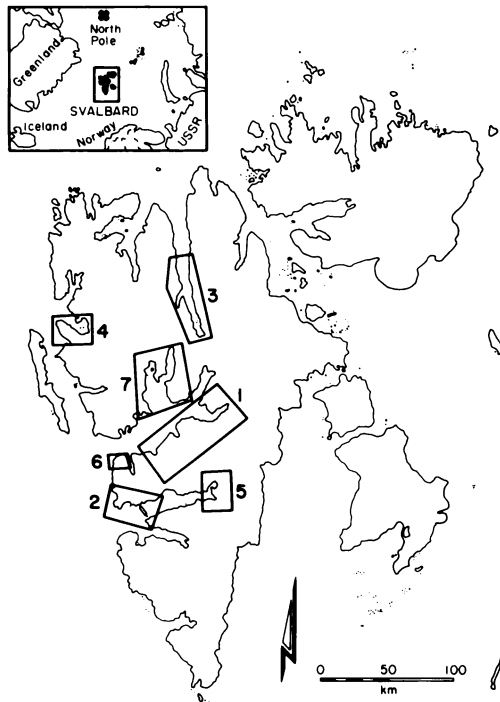 North
Pole
Greenland
SVALBARD
Iceland
Norway
USSR
3
4
7
1
6
2
5
0 50 100
km